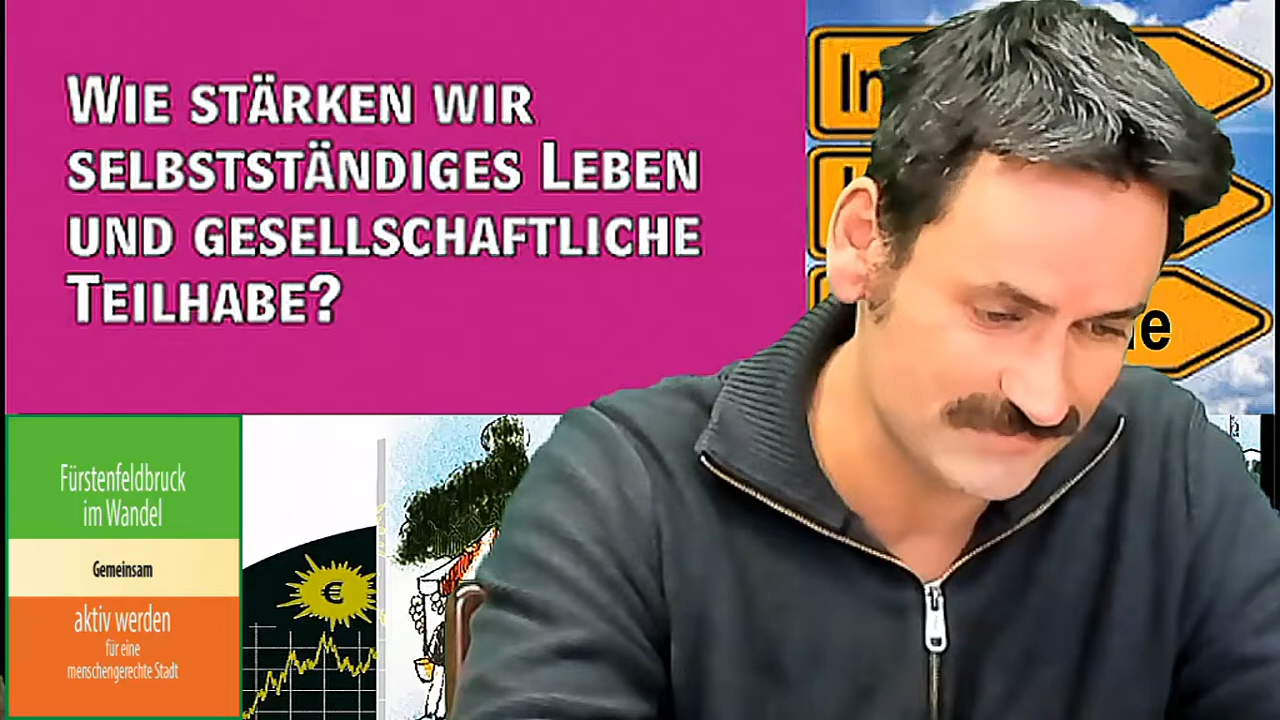 WIE STÄRKEN WIR
SELBSTSTÄNDIGES LEBEN
UND GESELLSCHAFTLICHE
TEILHABE?
Fürstenfeldbruck
im Wandel
Gemeinsam
aktiv werden
für eine
menschengerechte Stadt
€